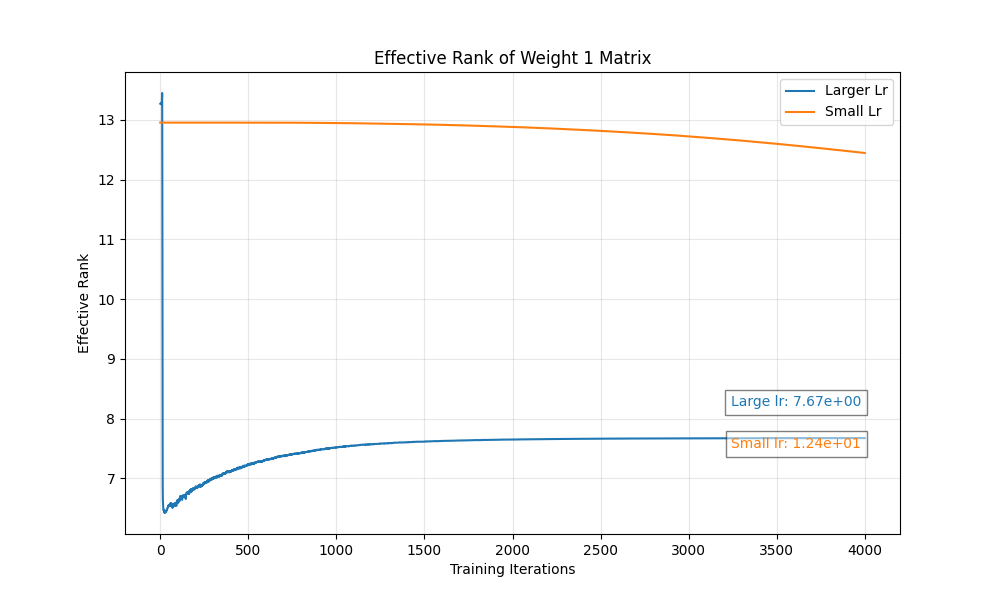 Effective Rank of Weight 1 Matrix
Larger Lr
Small Lr
Effective Rank
13
12
11
10
9
8
7
Large lr: 7.67e+00
Small lr: 1.24e+01
0
500
1000
1500
2000
2500
3000
3500
4000
Training Iterations